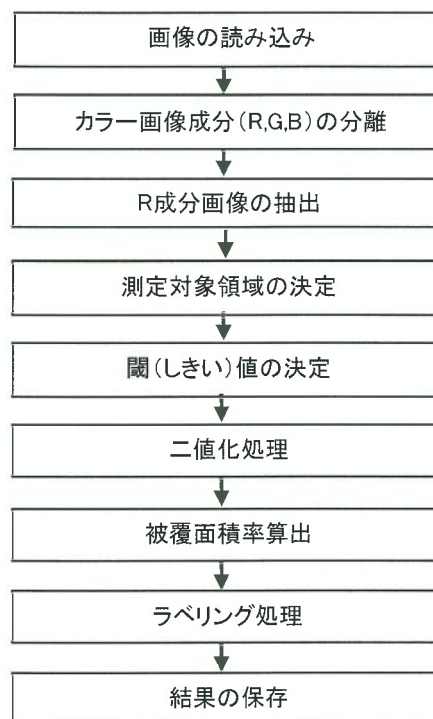 画像の読み込み
カラー画像成分(R,G,B)の分離
R成分画像の抽出
測定対象領域の決定
閾(しきい)値の決定
二値化処理
被覆面積率算出
ラベリング処理
結果の保存